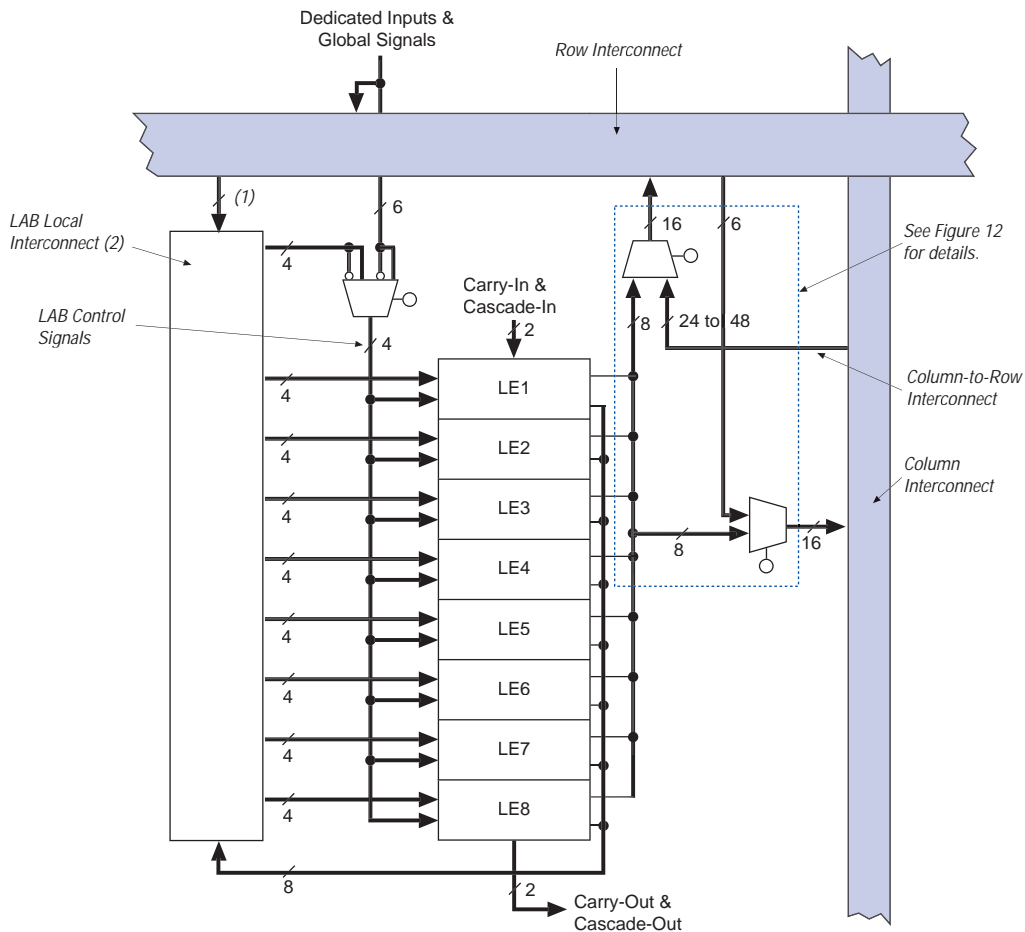 Dedicated Inputs &
Global Signals
Row Interconnect
(1)
6
16
6
LAB Local
Interconnect (2)
See Figure 12
for details.
4
Carry-In &
Cascade-In
LAB Control
Signals
4
2
8
24 to 48
Column-to-Row
Interconnect
4
LE1
4
LE2
Column
Interconnect
4
LE3
4
LE4
8
16
4
LE5
4
LE6
4
LE7
4
LE8
8
2
Carry-Out &
Cascade-Out